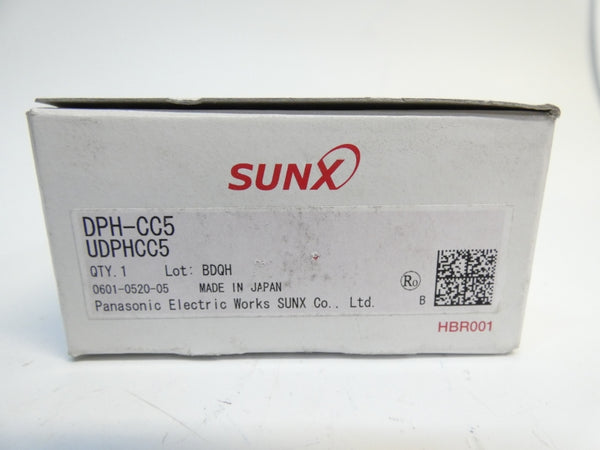 SUNX
DPH-CC5
UDPHCC5
QTY.1 Lot: BDQH
0601-0520-05 MADE IN JAPAN Ro
Panasonic Electric Works SUNX Co., Ltd. B
HBR001